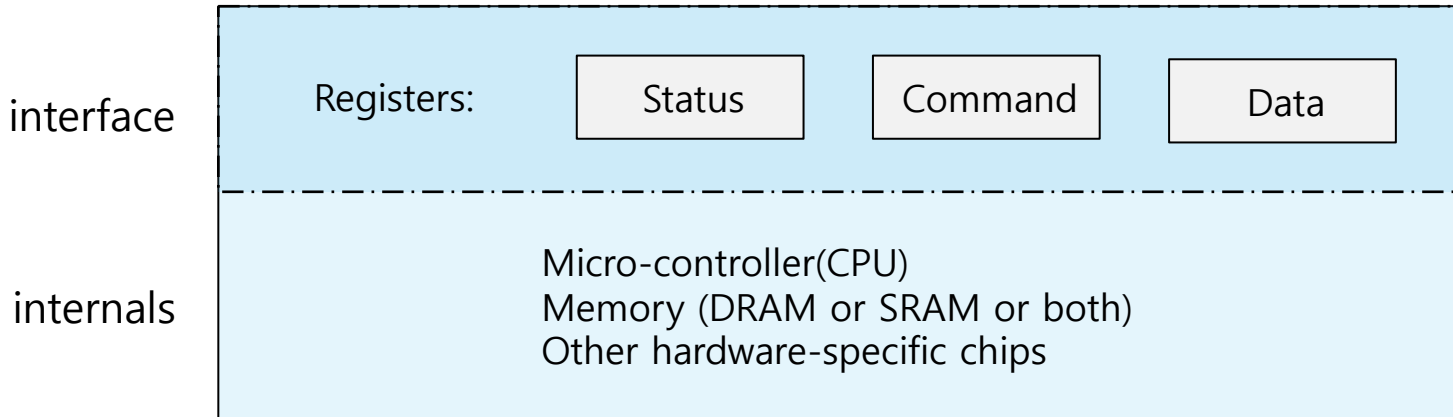 interface
Registers: Status Command Data
internals
Micro-controller(CPU)
Memory (DRAM or SRAM or both)
Other hardware-specific chips